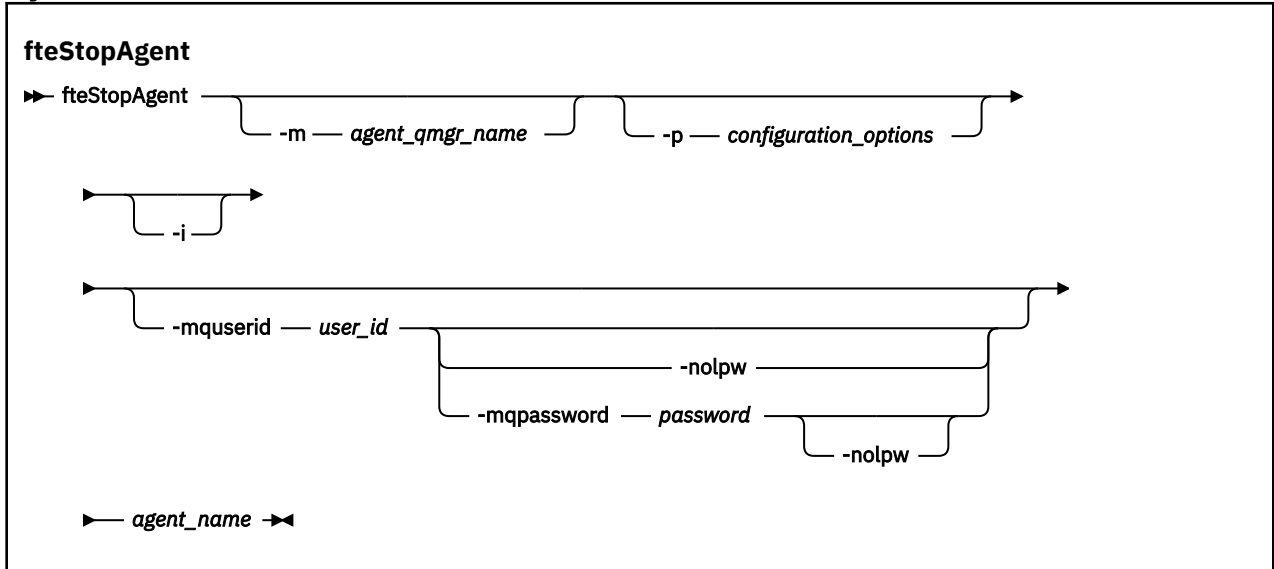 fteStopAgent
fteStopAgent
-m agent_qmgr_name -p configuration_options
-i
-mquserid user_id
-nolpw
-mqpassword password
-nolpw
agent_name